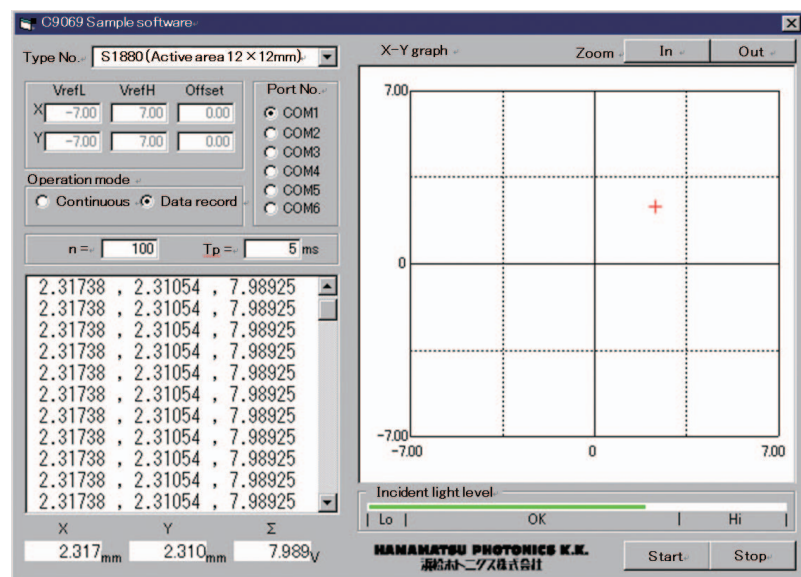 C9069 Sample software
Type No. S1880(Active area 12×12mm)
VrefL VrefH Offset
X -7.00 7.00 0.00
Y -7.00 7.00 0.00
Port No.
COM1
COM2
COM3
COM4
COM5
COM6
Operation mode
Continuous Data record
n = 100 Tp = 5 ms
2.31738 , 2.31054 , 7.98925
2.31738 , 2.31054 , 7.98925
2.31738 , 2.31054 , 7.98925
2.31738 , 2.31054 , 7.98925
2.31738 , 2.31054 , 7.98925
2.31738 , 2.31054 , 7.98925
2.31738 , 2.31054 , 7.98925
2.31738 , 2.31054 , 7.98925
2.31738 , 2.31054 , 7.98925
2.31738 , 2.31054 , 7.98925
2.31738 , 2.31054 , 7.98925
X Y Σ
2.317mm 2.310mm 7.989V
X-Y graph Zoom In Out
7.00
0
-7.00
-7.00 0 7.00
Incident light level
Lo OK Hi
HAMAMATSU PHOTONICS K.K.
浜松ホトニクス株式会社
Start Stop